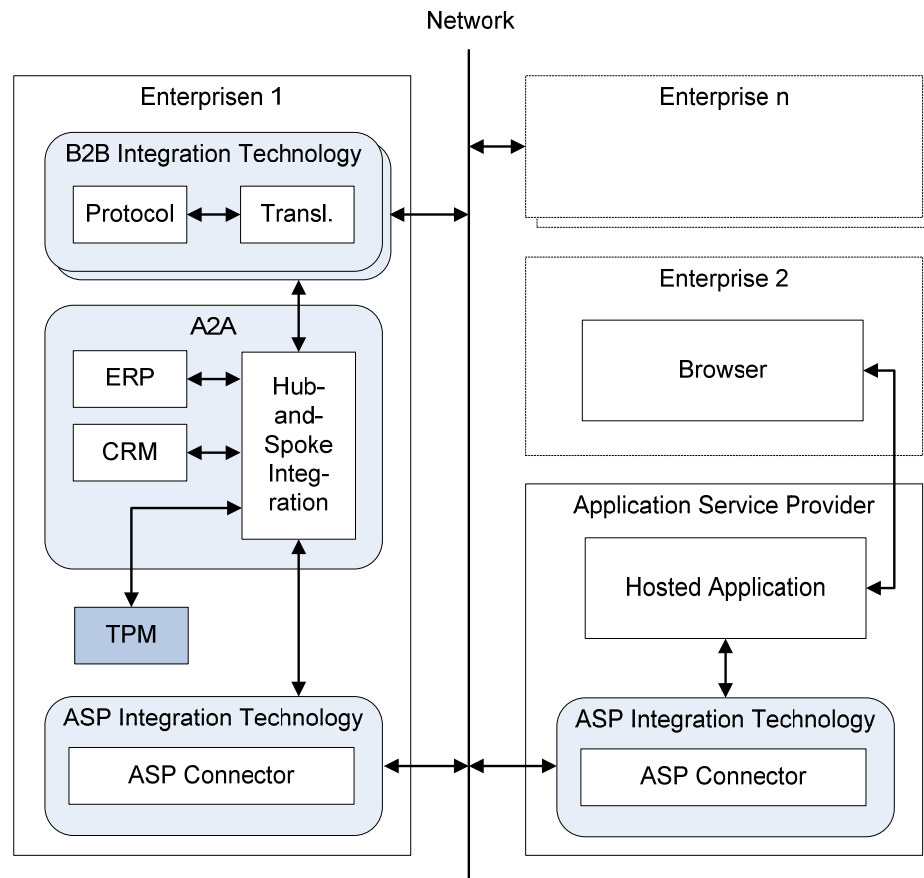 Network
Enterprisen 1
B2B Integration Technology
Protocol
Transl.
A2A
ERP
CRM
Hub-
and-
Spoke
Integ-
ration
TPM
ASP Integration Technology
ASP Connector
Enterprise n
Enterprise 2
Browser
Application Service Provider
Hosted Application
ASP Integration Technology
ASP Connector